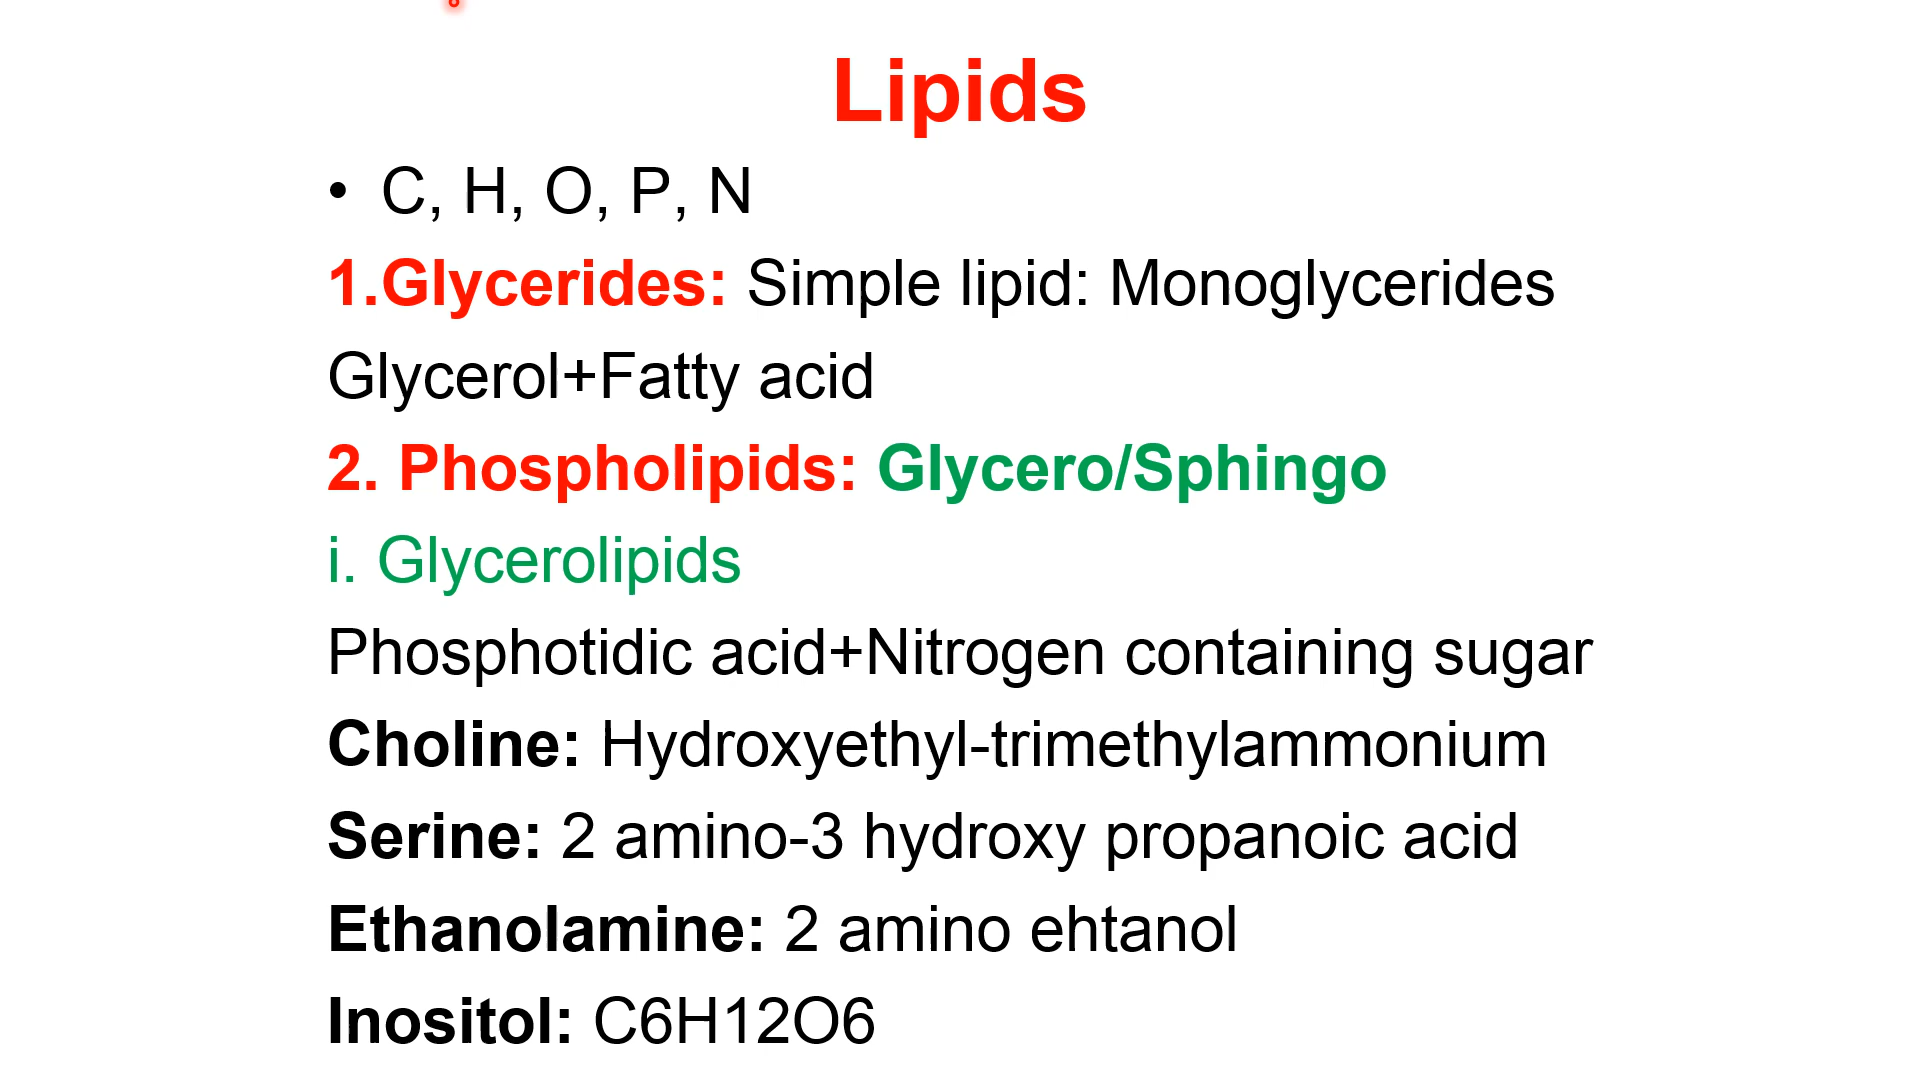 Lipids
• C, H, O, P, N
1.Glycerides: Simple lipid: Monoglycerides
Glycerol+Fatty acid
2. Phospholipids: Glycero/Sphingo
i. Glycerolipids
Phosphotidic acid+Nitrogen containing sugar
Choline: Hydroxyethyl-trimethylammonium
Serine: 2 amino-3 hydroxy propanoic acid
Ethanolamine: 2 amino ehtanol
Inositol: C6H12O6